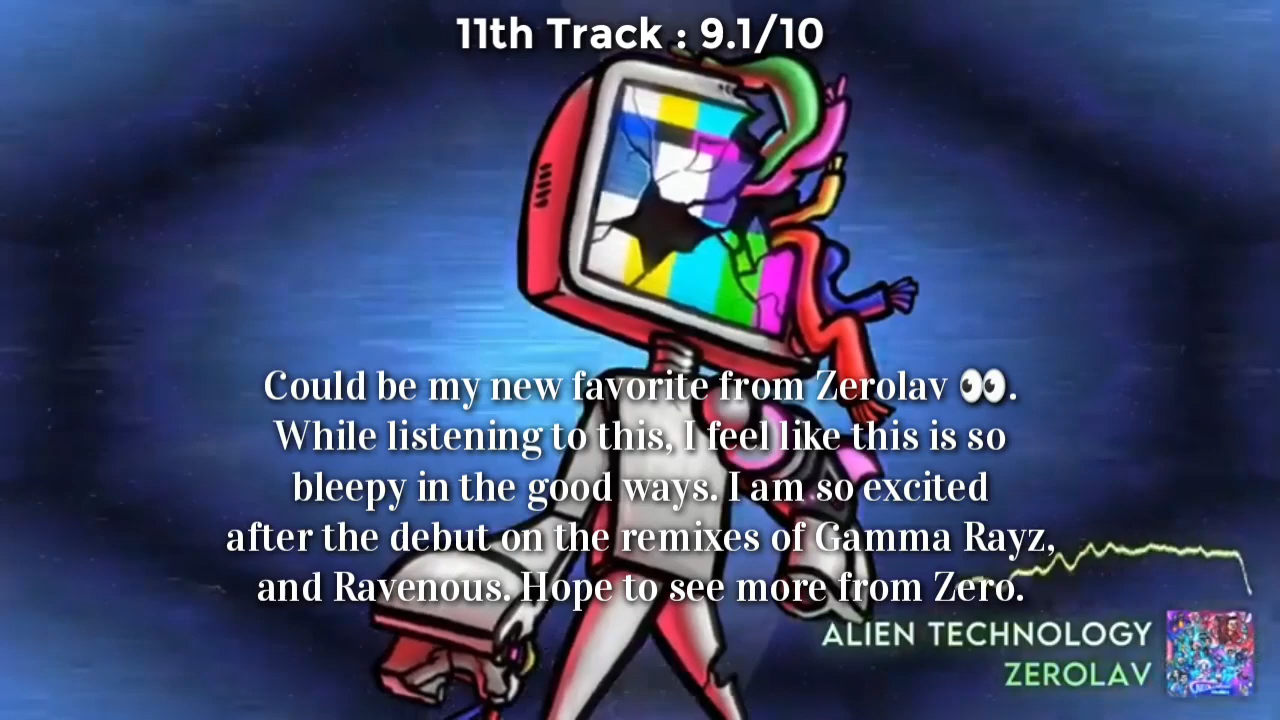 11th Track : 9.1/10
Could be my new favorite from Zerolav 👀.
While listening to this, I feel like this is so
bleepy in the good ways. I am so excited
after the debut on the remixes of Gamma Rayz,
and Ravenous. Hope to see more from Zero.
ALIEN TECHNOLOGY
ZEROLAV